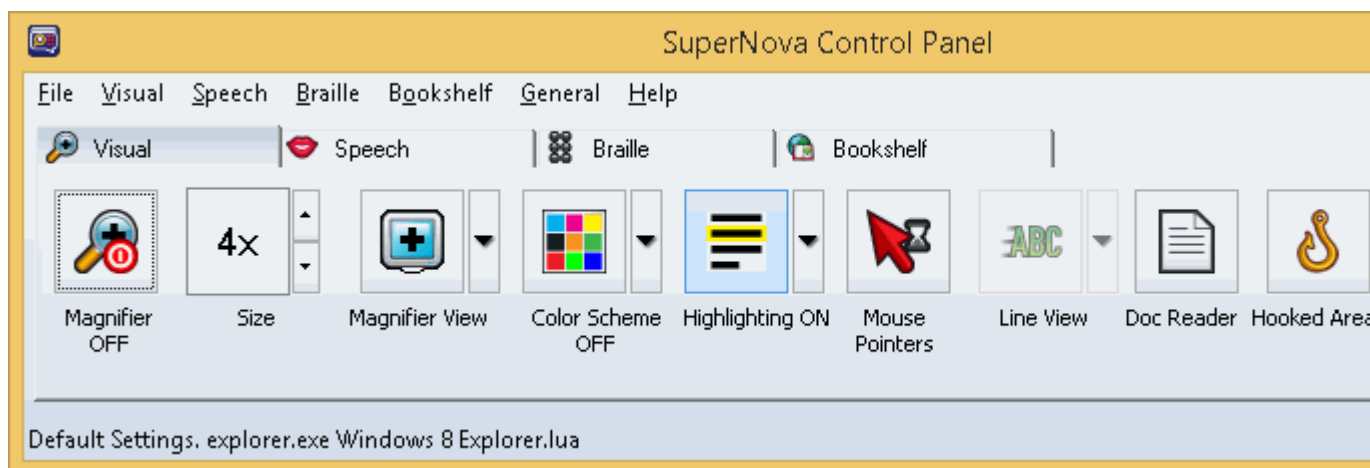 SuperNova Control Panel
File Visual Speech Braille Bookshelf General Help
Visual Speech Braille Bookshelf
4x ABC
Magnifier OFF Size Magnifier View Color Scheme OFF Highlighting ON Mouse Pointers Line View Doc Reader Hooked Area
Default Settings. explorer.exe Windows 8 Explorer.lua